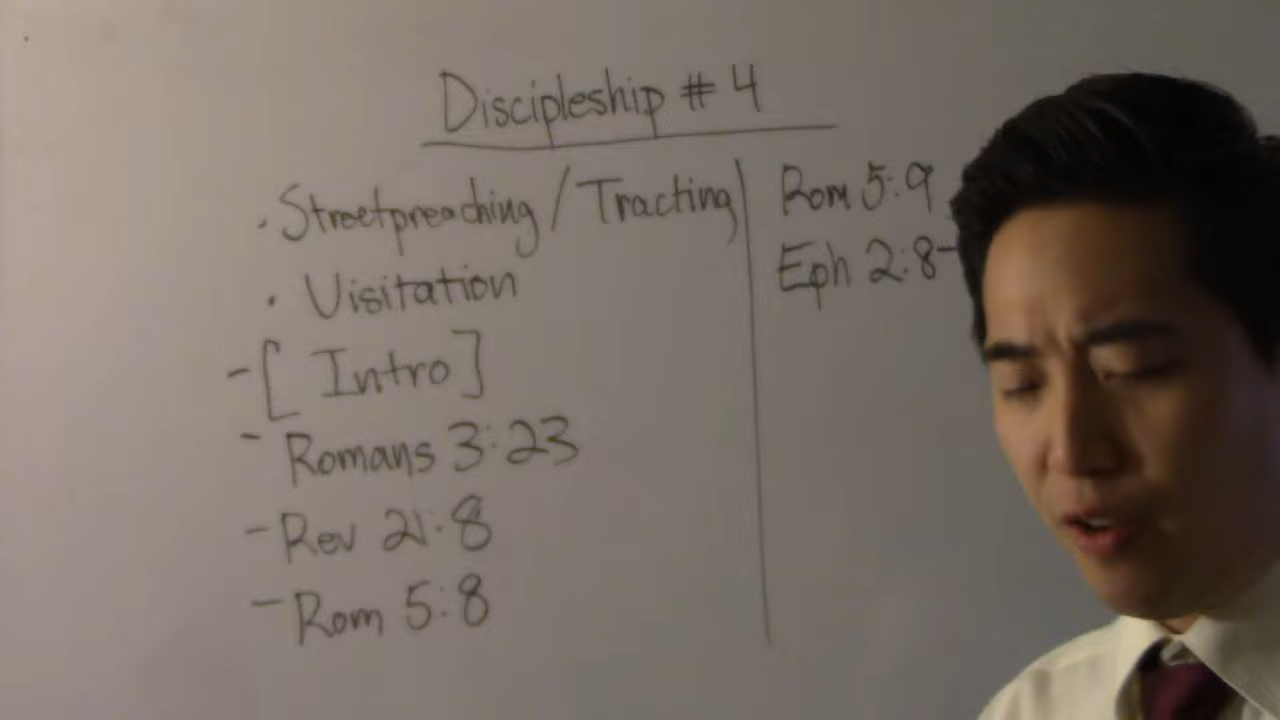 Discipleship # 4
· Streetpreaching / Tracting
· Visitation
- [ Intro ]
- Romans 3:23
- Rev 21:8
- Rom 5:8
Rom 5:9
Eph 2:8-